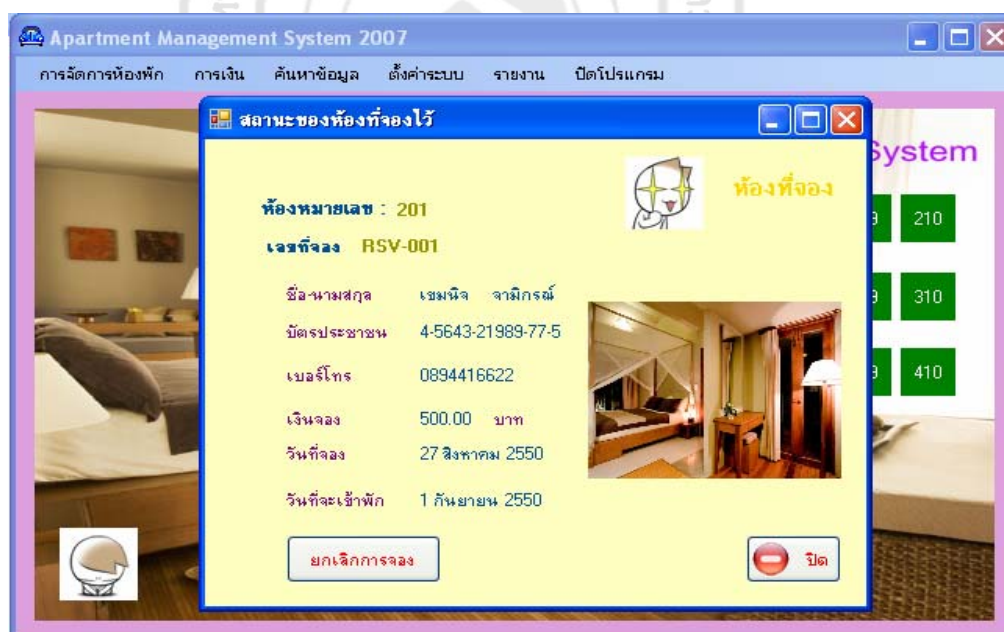 Apartment Management System 2007
การจัดการห้องพัก การเงิน ค้นหาข้อมูล ตั้งค่าระบบ รายงาน ปิดโปรแกรม
สถานะของห้องที่จองไว้
System
ห้องที่จอง
ห้องหมายเลข : 201
เลขที่จอง RSV-001
ชื่อ-นามสกุล เขมนิจ จามิกรณ์
บัตรประชาชน 4-5643-21989-77-5
เบอร์โทร 0894416622
เงินจอง 500.00 บาท
วันที่จอง 27 สิงหาคม 2550
วันที่จะเข้าพัก 1 กันยายน 2550
ยกเลิกการจอง ปิด
210
310
410